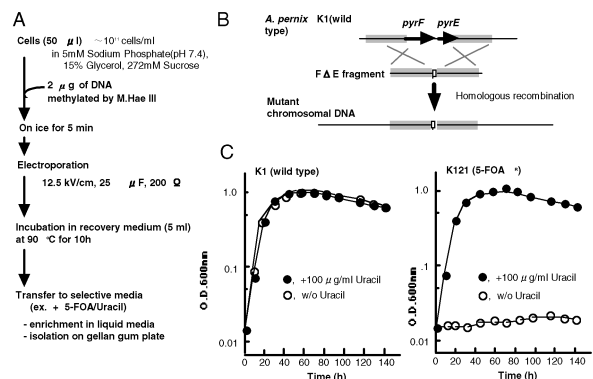 A
Cells (50 μl) ~10¹¹ cells/ml
in 5mM Sodium Phosphate(pH 7.4),
15% Glycerol, 272mM Sucrose
2 μg of DNA
methylated by M.Hae III
On ice for 5 min
Electroporation
12.5 kV/cm, 25 μF, 200 Ω
Incubation in recovery medium (5 ml)
at 90 °C for 10h
Transfer to selective media
(ex. + 5-FOA/Uracil)
- enrichment in liquid media
- isolation on gellan gum plate
B
A. pernix K1(wild type)
pyrF pyrE
FΔE fragment
Homologous recombination
Mutant
chromosomal DNA
C
K1 (wild type)
O.D.600nm
1.0
0.1
0.01
●, +100 μg/ml Uracil
○, w/o Uracil
0 20 40 60 80 100 120 140
Time (h)
K121 (5-FOA R)
O.D.600nm
1.0
.1
0.01
●, +100 μg/ml Uracil
○, w/o Uracil
0 20 40 60 80 100 120 140
Time (h)